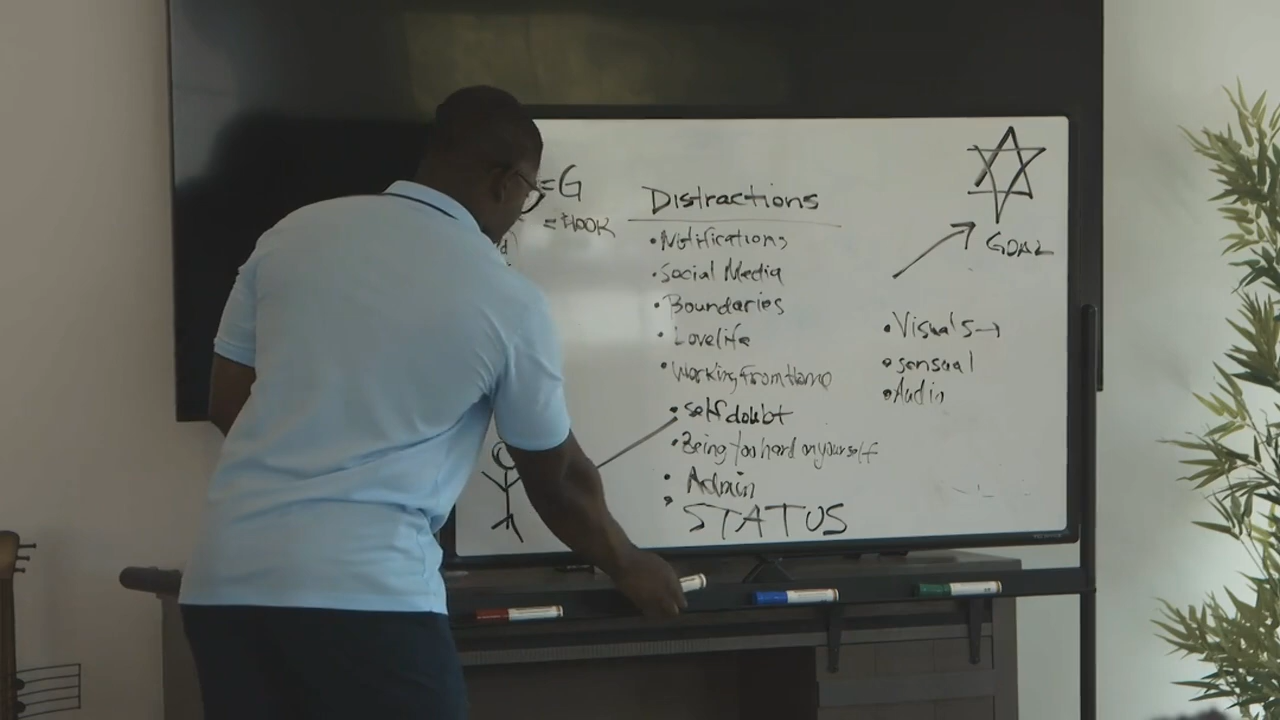 =G
=HOOK
Distractions
•Notifications
•Social Media
•Boundaries
•Lovelife
•Working From Home
•self doubt
•Being too hard on yourself
•Admin
•STATUS
GOAL
•Visuals→
•sensual
•Audio